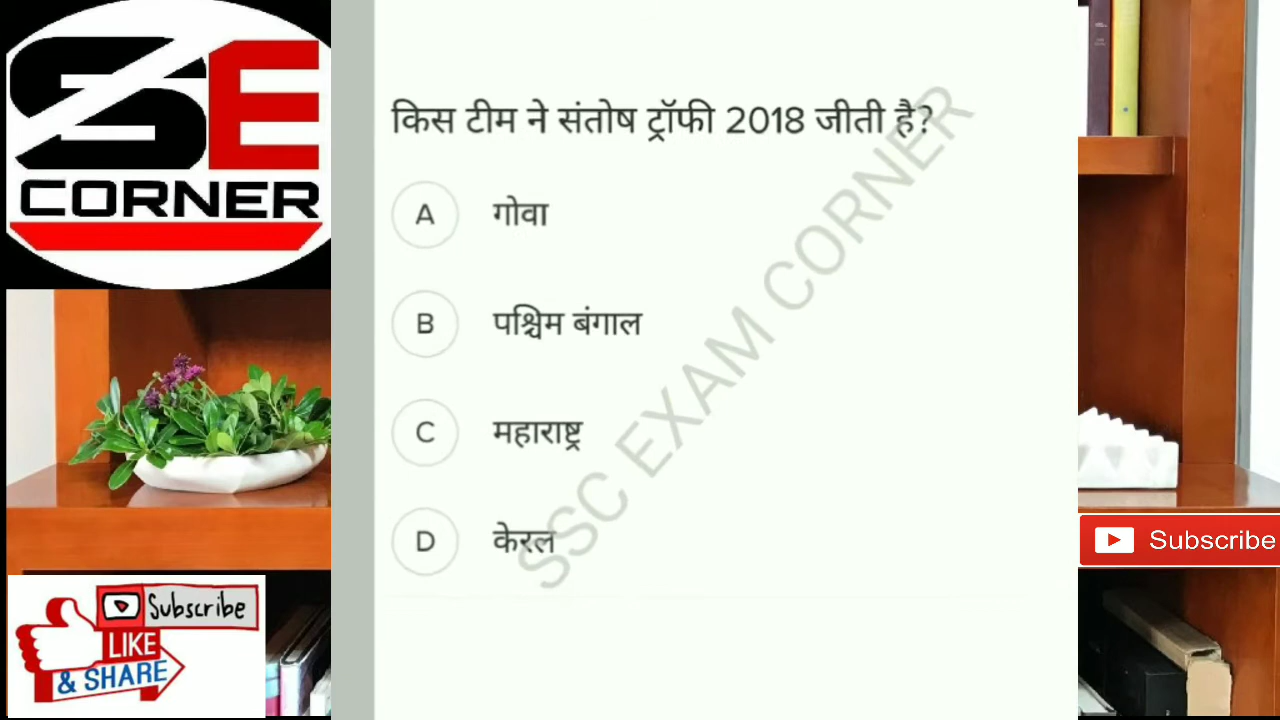 SE
CORNER
किस टीम ने संतोष ट्रॉफी 2018 जीती है?
A गोवा
B पश्चिम बंगाल
C महाराष्ट्र
D केरल
SSC EXAM CORNER
Subscribe
LIKE
& SHARE
Subscribe